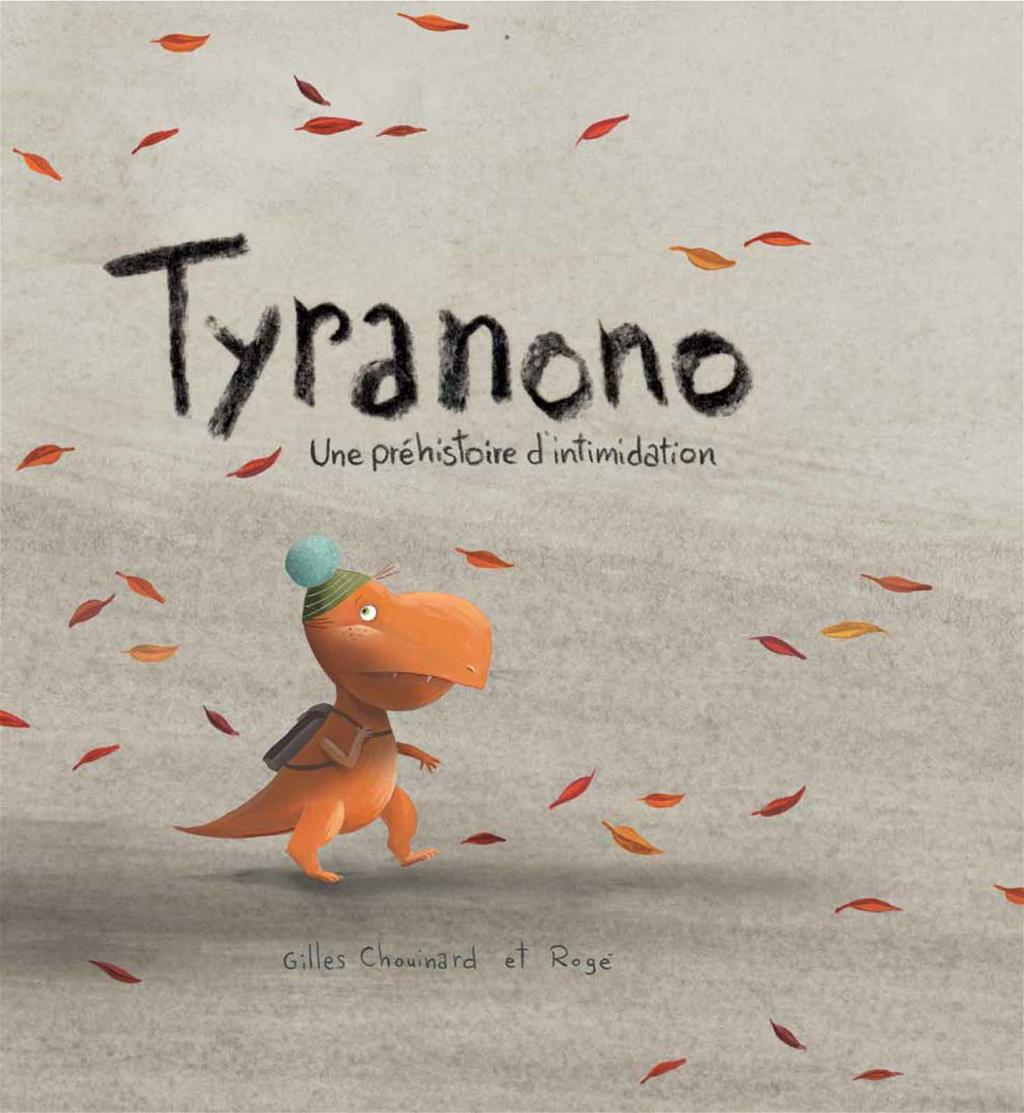 Tyranono
Une préhistoire d'intimidation
Gilles Chouinard et Rogé